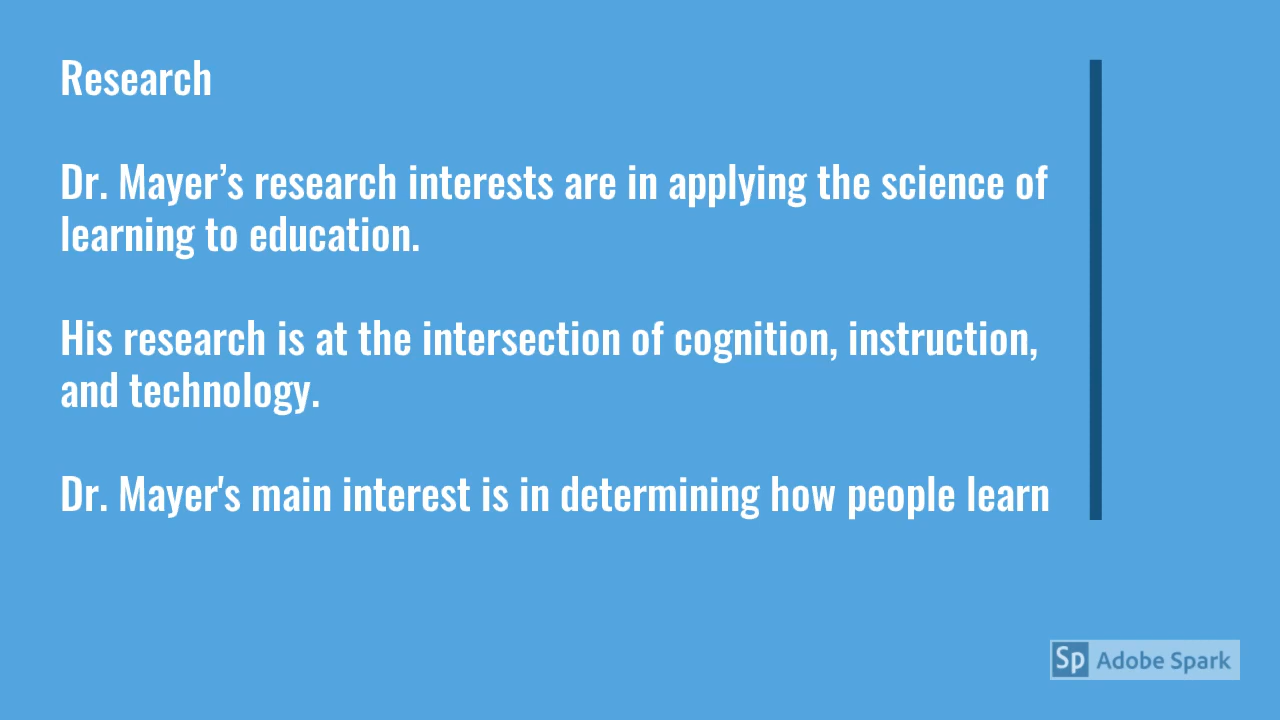 Research
Dr. Mayer’s research interests are in applying the science of
learning to education.
His research is at the intersection of cognition, instruction,
and technology.
Dr. Mayer's main interest is in determining how people learn
Sp Adobe Spark